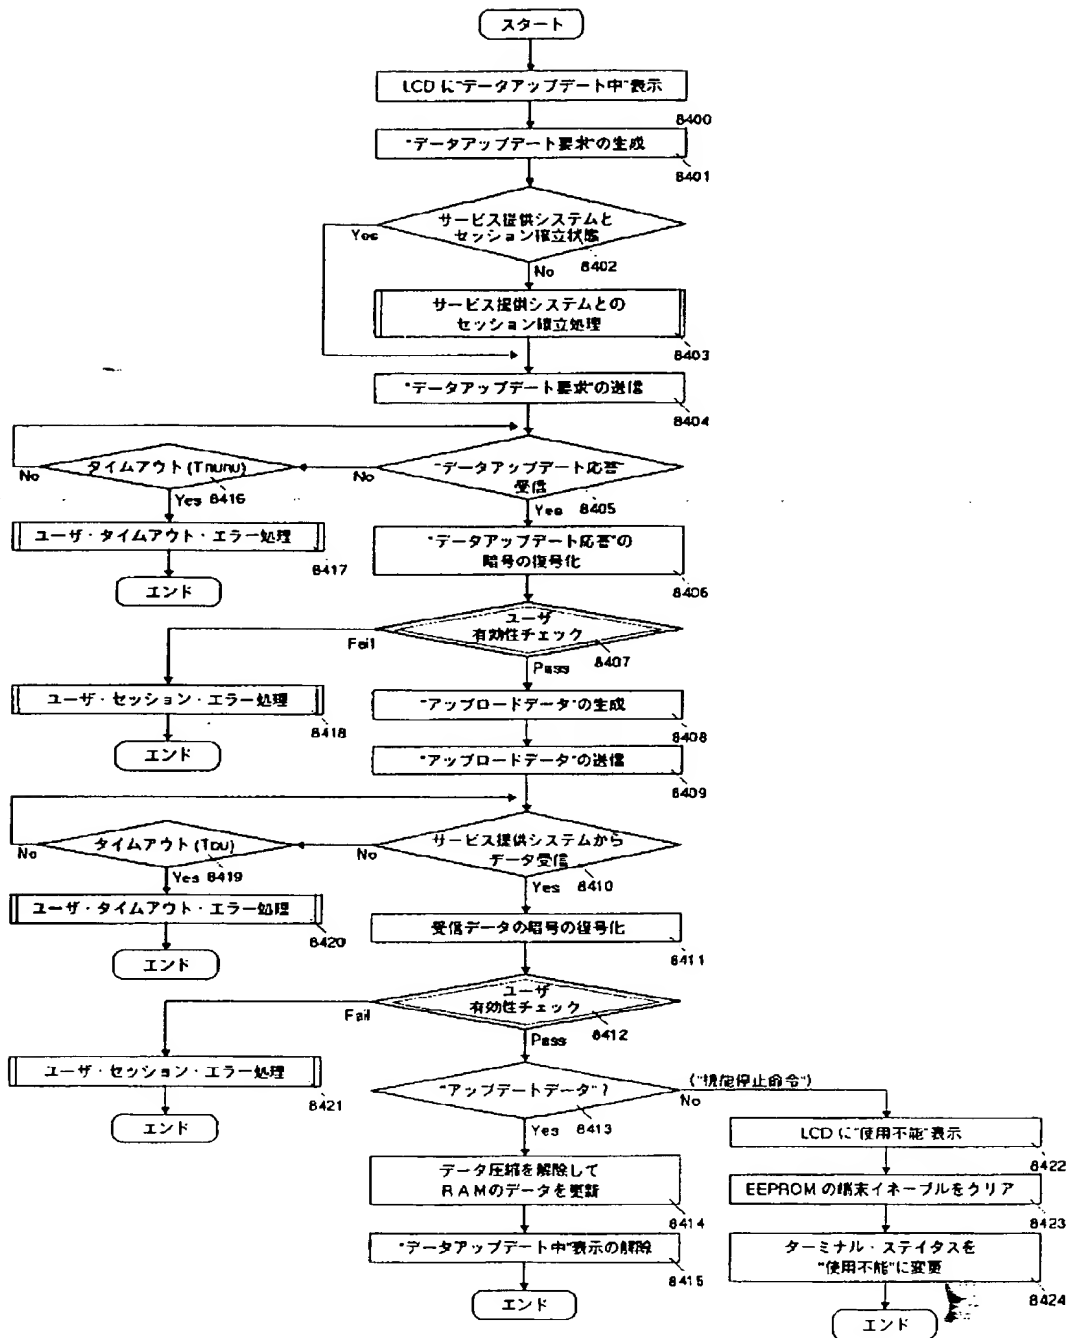 スタート
LCD に"データアップデート中"表示
8400
"データアップデート要求"の生成
8401
サービス提供システムと
セッション確立状態
Yes
8402
No
サービス提供システムとの
セッション確立処理
8403
"データアップデート要求"の送信
8404
タイムアウト (TDURU)
No
Yes 8416
"データアップデート応答"
受信
No
8405
Yes
ユーザ・タイムアウト・エラー処理
8417
エンド
"データアップデート応答"の
暗号の復号化
8406
ユーザ
有効性チェック
8407
Fail
Pass
ユーザ・セッション・エラー処理
8418
エンド
"アップロードデータ"の生成
8408
"アップロードデータ"の送信
8409
タイムアウト (TDU)
No
Yes 8419
サービス提供システムから
データ受信
No
8410
Yes
ユーザ・タイムアウト・エラー処理
8420
エンド
受信データの暗号の復号化
8411
ユーザ
有効性チェック
8412
Fail
Pass
ユーザ・セッション・エラー処理
8421
エンド
"アップデートデータ"?
8413
Yes
("機能停止命令")
No
LCD に"使用不能"表示
8422
データ圧縮を解除して
RAMのデータを更新
8414
EEPROM の端末イネーブルをクリア
8423
"データアップデート中"表示の解除
8415
ターミナル・ステイタスを
"使用不能"に変更
8424
エンド
エンド